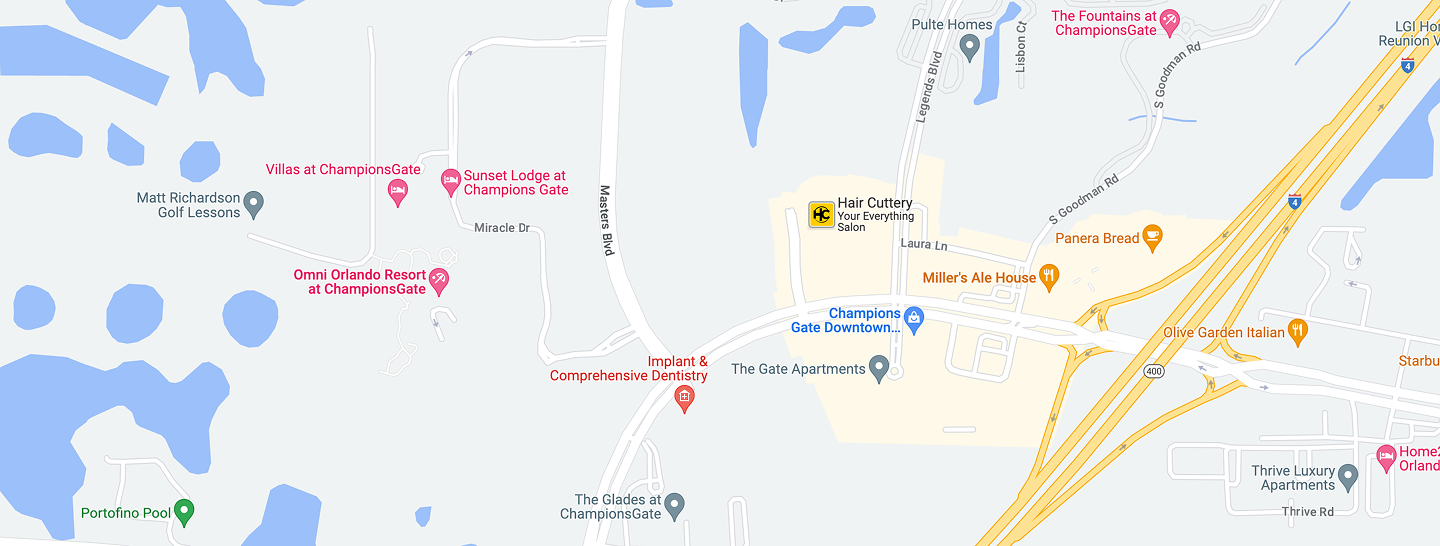 Pulte Homes
The Fountains at
ChampionsGate
LGI Ho
Reunion V
4
Lisbon Ct
Legends Blvd
S Goodman Rd
Villas at ChampionsGate
Sunset Lodge at
Champions Gate
Matt Richardson
Golf Lessons
Masters Blvd
Miracle Dr
HC
Hair Cuttery
Your Everything
Salon
S Goodman Rd
4
Laura Ln
Panera Bread
Omni Orlando Resort
at ChampionsGate
Miller's Ale House
Champions
Gate Downtown...
Olive Garden Italian
Implant &
Comprehensive Dentistry
The Gate Apartments
400
Starbu
Home2
Orland
Thrive Luxury
Apartments
Thrive Rd
The Glades at
ChampionsGate
Portofino Pool